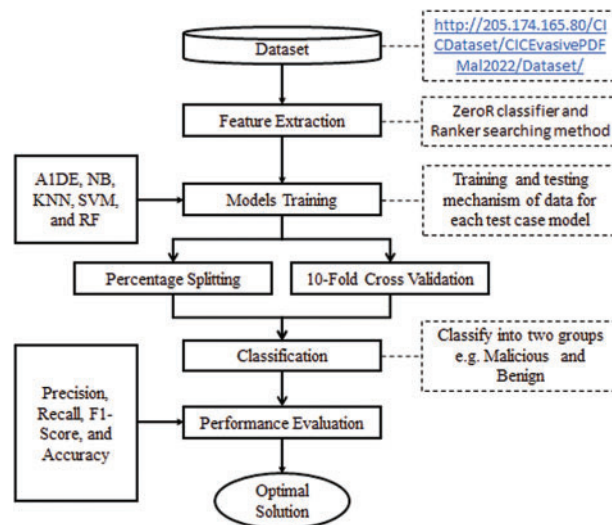 Dataset
http://205.174.165.80/CI
CDataset/CICEvasivePDF
Mal2022/Dataset/
Feature Extraction
ZeroR classifier and
Ranker searching method
A1DE, NB,
KNN, SVM,
and RF
Models Training
Training and testing
mechanism of data for
each test case model
Percentage Splitting
10-Fold Cross Validation
Classification
Classify into two groups
e.g. Malicious and
Benign
Precision,
Recall, F1-
Score, and
Accuracy
Performance Evaluation
Optimal
Solution